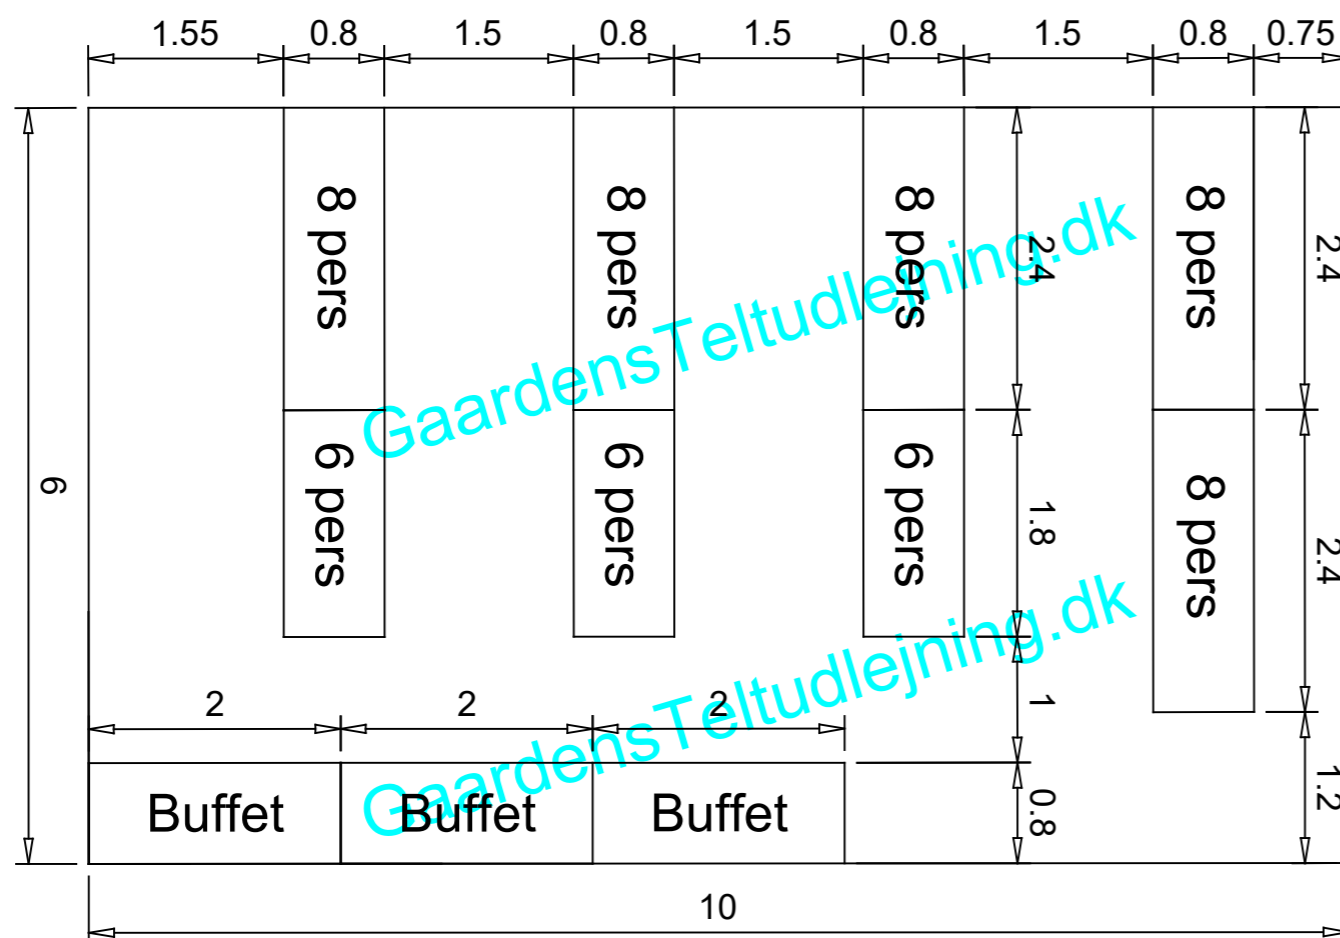 1.55 0.8 1.5 0.8 1.5 0.8 1.5 0.8 0.75
8 pers 8 pers 8 pers 8 pers
2.4 2.4
GaardensTeltudlejning.dk
6 pers 6 pers 6 pers 8 pers
6
1.8 2.4
GaardensTeltudlejning.dk
2 2 2
1
Buffet Buffet Buffet
0.8 1.2
10